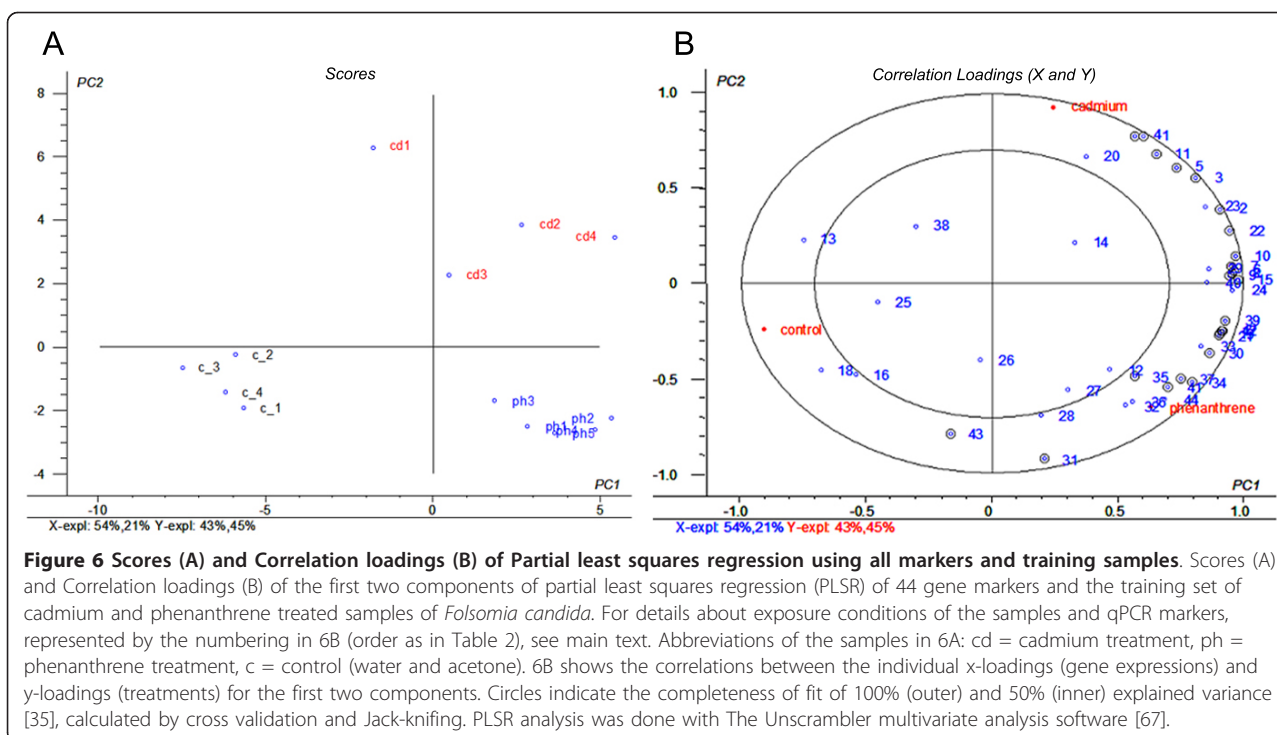 A
Scores
PC2
8
6
4
2
0
-2
-4
cd1
cd2
cd4
cd3
c_2
c_3
c_4
c_1
ph3
ph2
ph1
ph4
ph5
PC1
-10
-5
0
5
X-expl: 54%,21% Y-expl: 43%,45%
B
Correlation Loadings (X and Y)
PC2
1.0
0.5
0
-0.5
-1.0
cadmium
41
11
20
5
3
23
2
22
38
13
14
10
7
15
24
25
control
39
33
30
26
18
16
12
35
37
34
41
27
36
44
32
phenanthrene
28
43
31
PC1
-1.0
-0.5
0
0.5
1.0
X-expl: 54%,21% Y-expl: 43%,45%
Figure 6 Scores (A) and Correlation loadings (B) of Partial least squares regression using all markers and training samples. Scores (A)
and Correlation loadings (B) of the first two components of partial least squares regression (PLSR) of 44 gene markers and the training set of
cadmium and phenanthrene treated samples of Folsomia candida. For details about exposure conditions of the samples and qPCR markers,
represented by the numbering in 6B (order as in Table 2), see main text. Abbreviations of the samples in 6A: cd = cadmium treatment, ph =
phenanthrene treatment, c = control (water and acetone). 6B shows the correlations between the individual x-loadings (gene expressions) and
y-loadings (treatments) for the first two components. Circles indicate the completeness of fit of 100% (outer) and 50% (inner) explained variance
[35], calculated by cross validation and Jack-knifing. PLSR analysis was done with The Unscrambler multivariate analysis software [67].